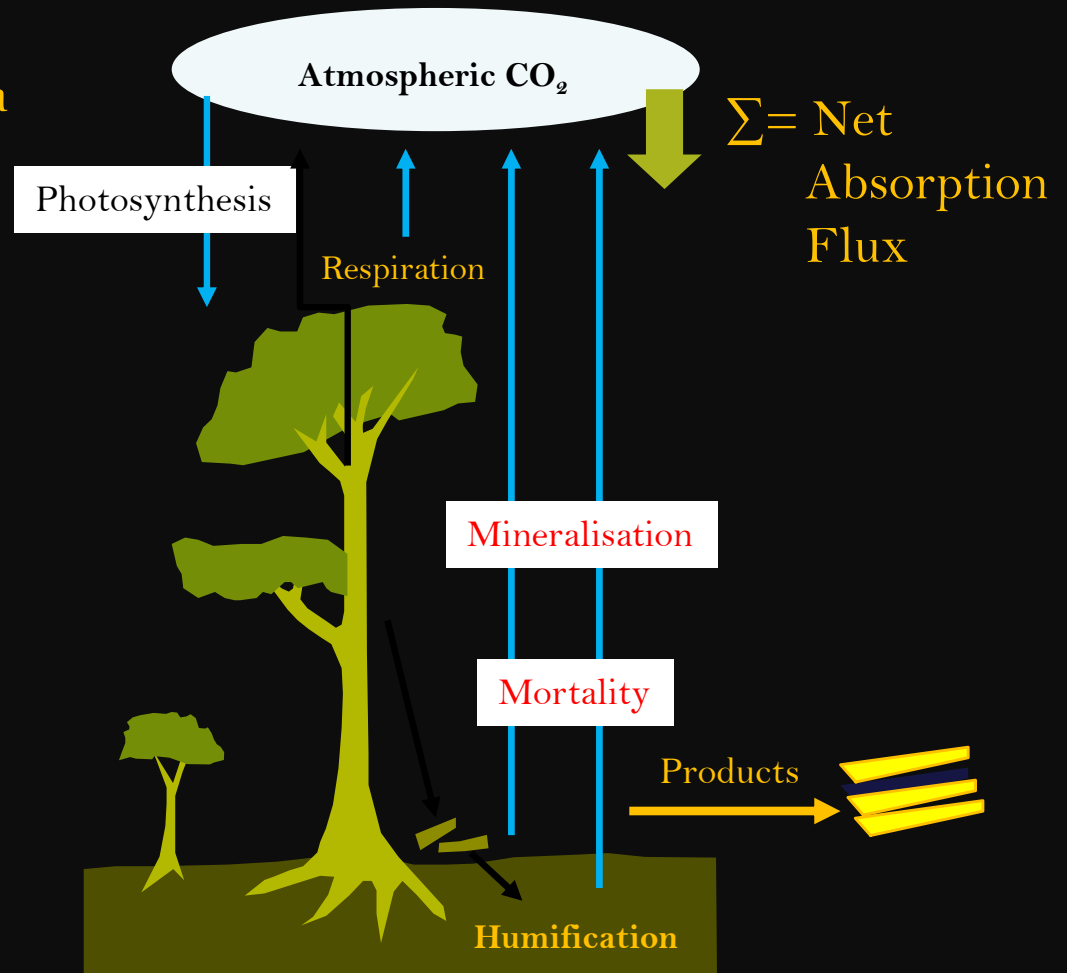 Atmospheric CO₂
∑= Net
Absorption
Flux
Photosynthesis
Respiration
Mineralisation
Mortality
Products
Humification